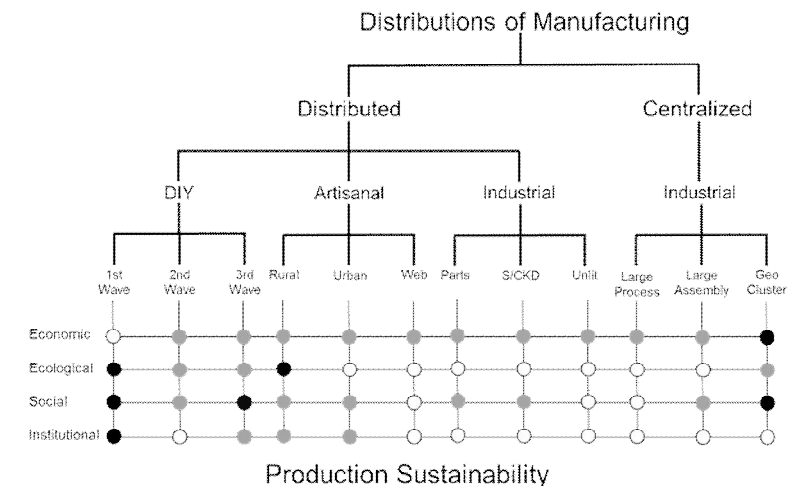 Distributions of Manufacturing
Distributed Centralized
DIY Artisanal Industrial Industrial
1st 2nd 3rd Rural Urban Web Parts S/CKD Unlit Large Large Geo
Wave Wave Wave Process Assembly Cluster
Economic
Ecological
Social
Institutional
Production Sustainability